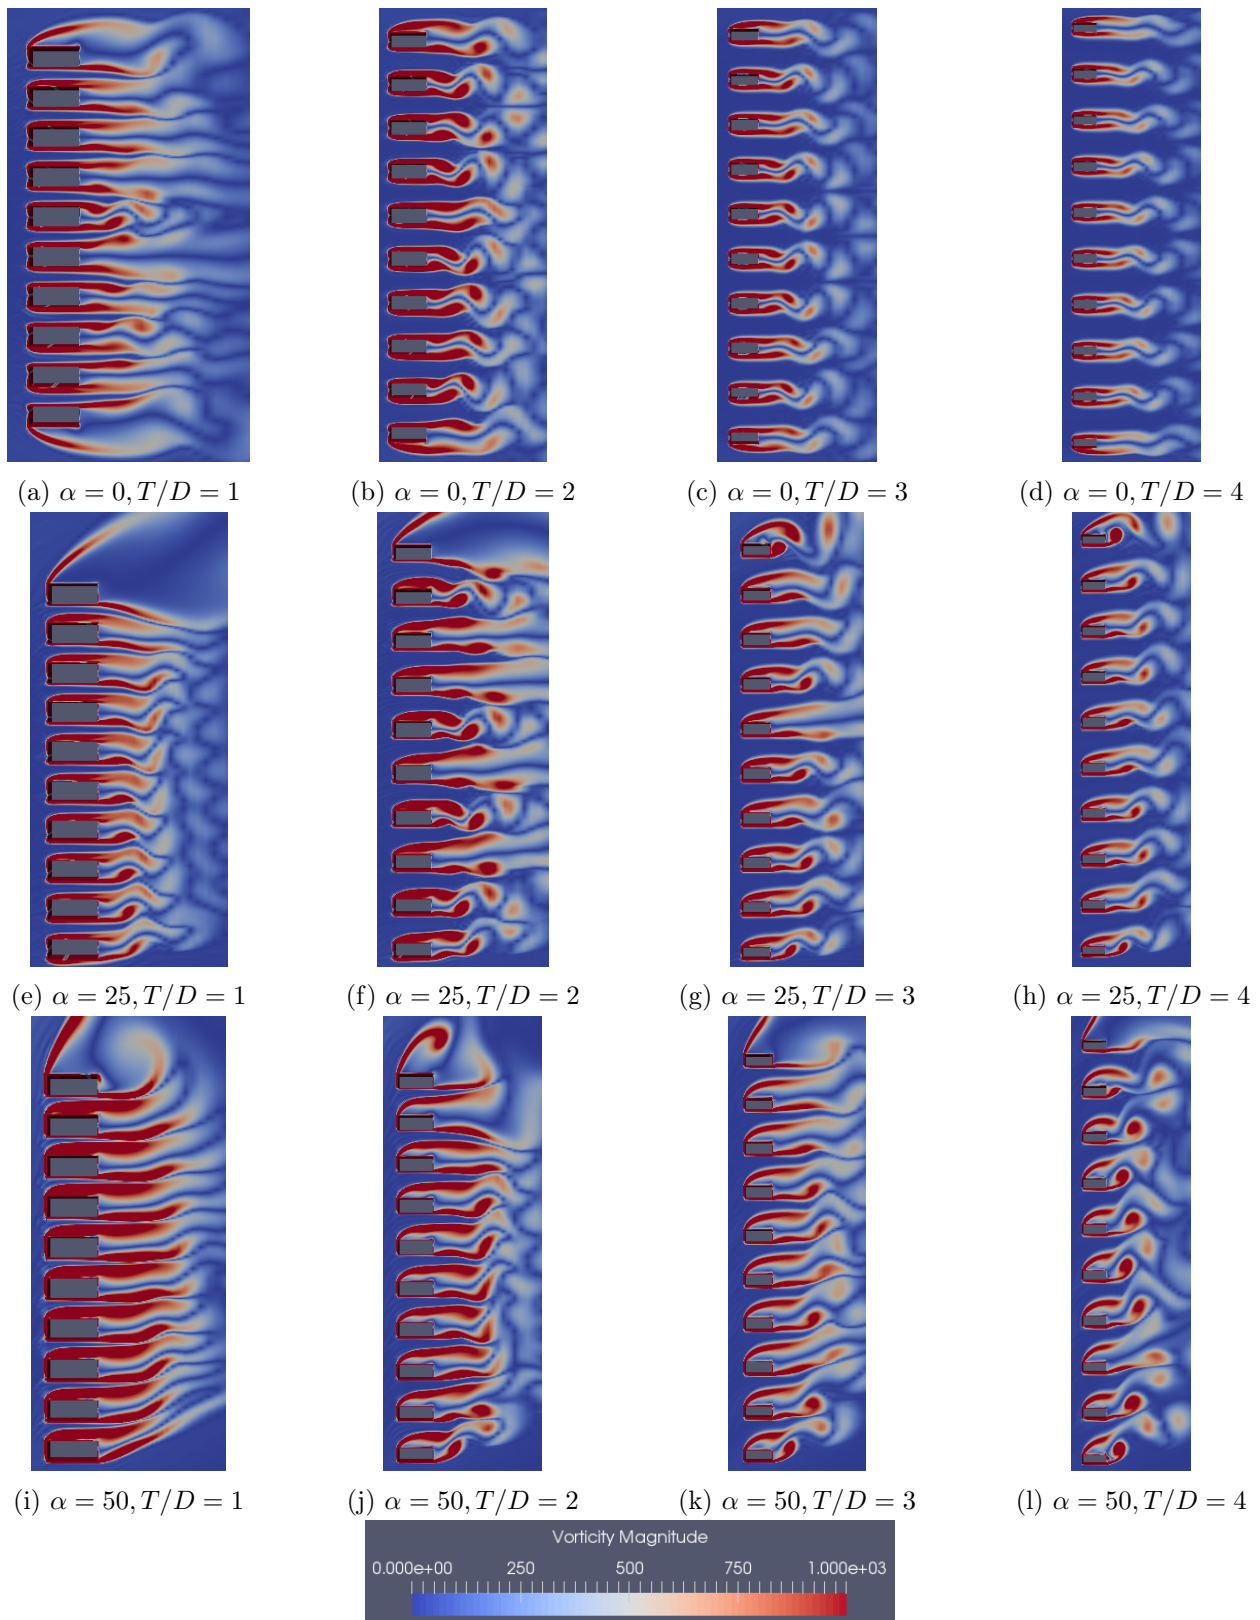 (a) α = 0, T/D = 1 (b) α = 0, T/D = 2 (c) α = 0, T/D = 3 (d) α = 0, T/D = 4
(e) α = 25, T/D = 1 (f) α = 25, T/D = 2 (g) α = 25, T/D = 3 (h) α = 25, T/D = 4
(i) α = 50, T/D = 1 (j) α = 50, T/D = 2 (k) α = 50, T/D = 3 (l) α = 50, T/D = 4
Vorticity Magnitude
0.000e+00 250 500 750 1.000e+03